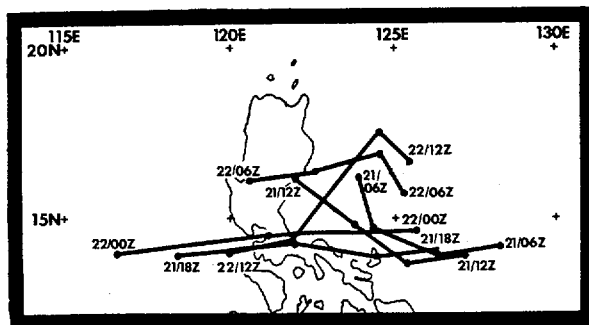 115E 120E 125E 130E
20N+ + + +
22/12Z
22/06Z 21/12Z 21/06Z
22/06Z
15N+ + + 22/00Z +
22/00Z 21/18Z 21/06Z
21/18Z 22/12Z 21/12Z